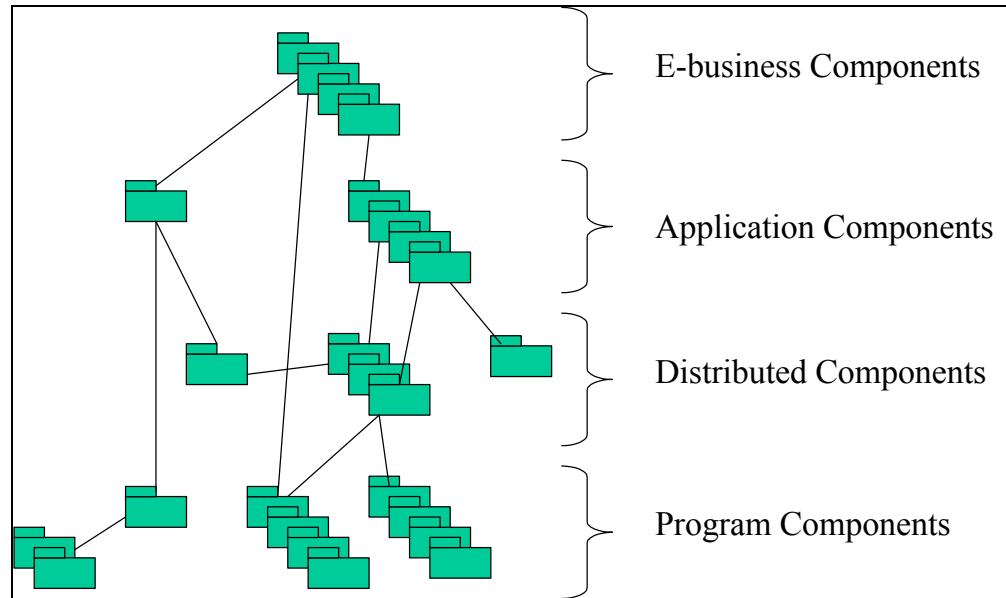 E-business Components
Application Components
Distributed Components
Program Components